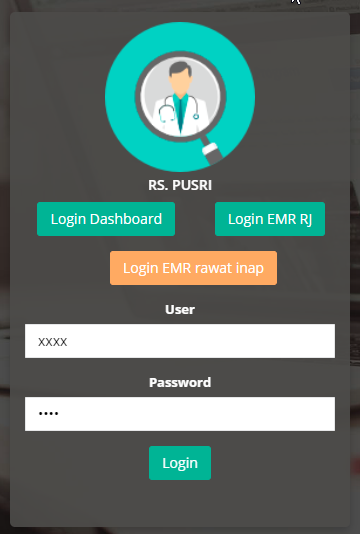 RS. PUSRI
Login Dashboard Login EMR RJ
Login EMR rawat inap
User
xxxx
Password
••••
Login